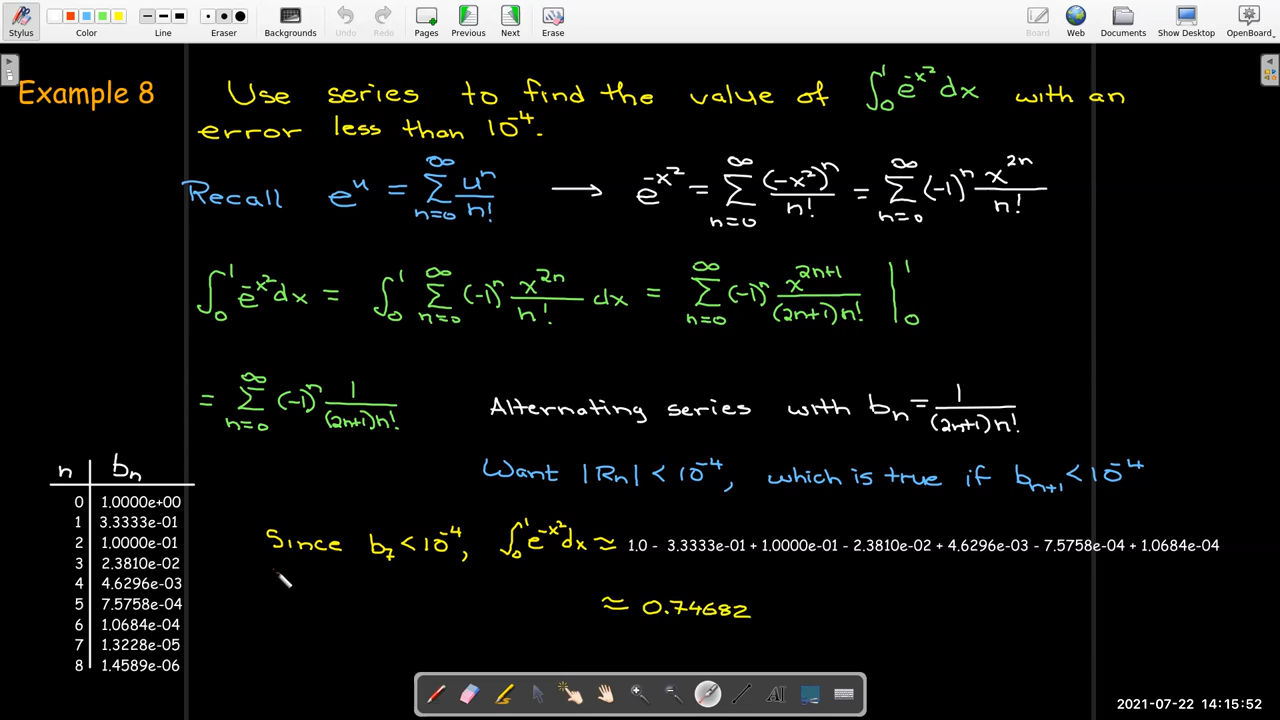 Stylus Color Line Eraser Backgrounds Undo Redo Pages Previous Next Erase Board Web Documents Show Desktop OpenBoard
Example 8 Use series to find the value of ∫₀¹ e^{-x²} dx with an
error less than 10⁻⁴.
Recall e^u = ∑_{n=0}^{∞} u^n/n! ⟶ e^{-x²} = ∑_{n=0}^{∞} (-x²)^n/n! = ∑_{n=0}^{∞} (-1)^n x^{2n}/n!
∫₀¹ e^{-x²} dx = ∫₀¹ ∑_{n=0}^{∞} (-1)^n x^{2n}/n! dx = ∑_{n=0}^{∞} (-1)^n x^{2n+1}/((2n+1)n!) |₀¹
= ∑_{n=0}^{∞} (-1)^n 1/((2n+1)n!) Alternating series with b_n = 1/((2n+1)n!)
Want |R_n| < 10⁻⁴, which is true if b_{n+1} < 10⁻⁴
n b_n
0 1.0000e+00
1 3.3333e-01
2 1.0000e-01
3 2.3810e-02
4 4.6296e-03
5 7.5758e-04
6 1.0684e-04
7 1.3228e-05
8 1.4589e-06
Since b₇ < 10⁻⁴, ∫₀¹ e^{-x²} dx ≈ 1.0 - 3.3333e-01 + 1.0000e-01 - 2.3810e-02 + 4.6296e-03 - 7.5758e-04 + 1.0684e-04
≈ 0.74682
AI
2021-07-22 14:15:52